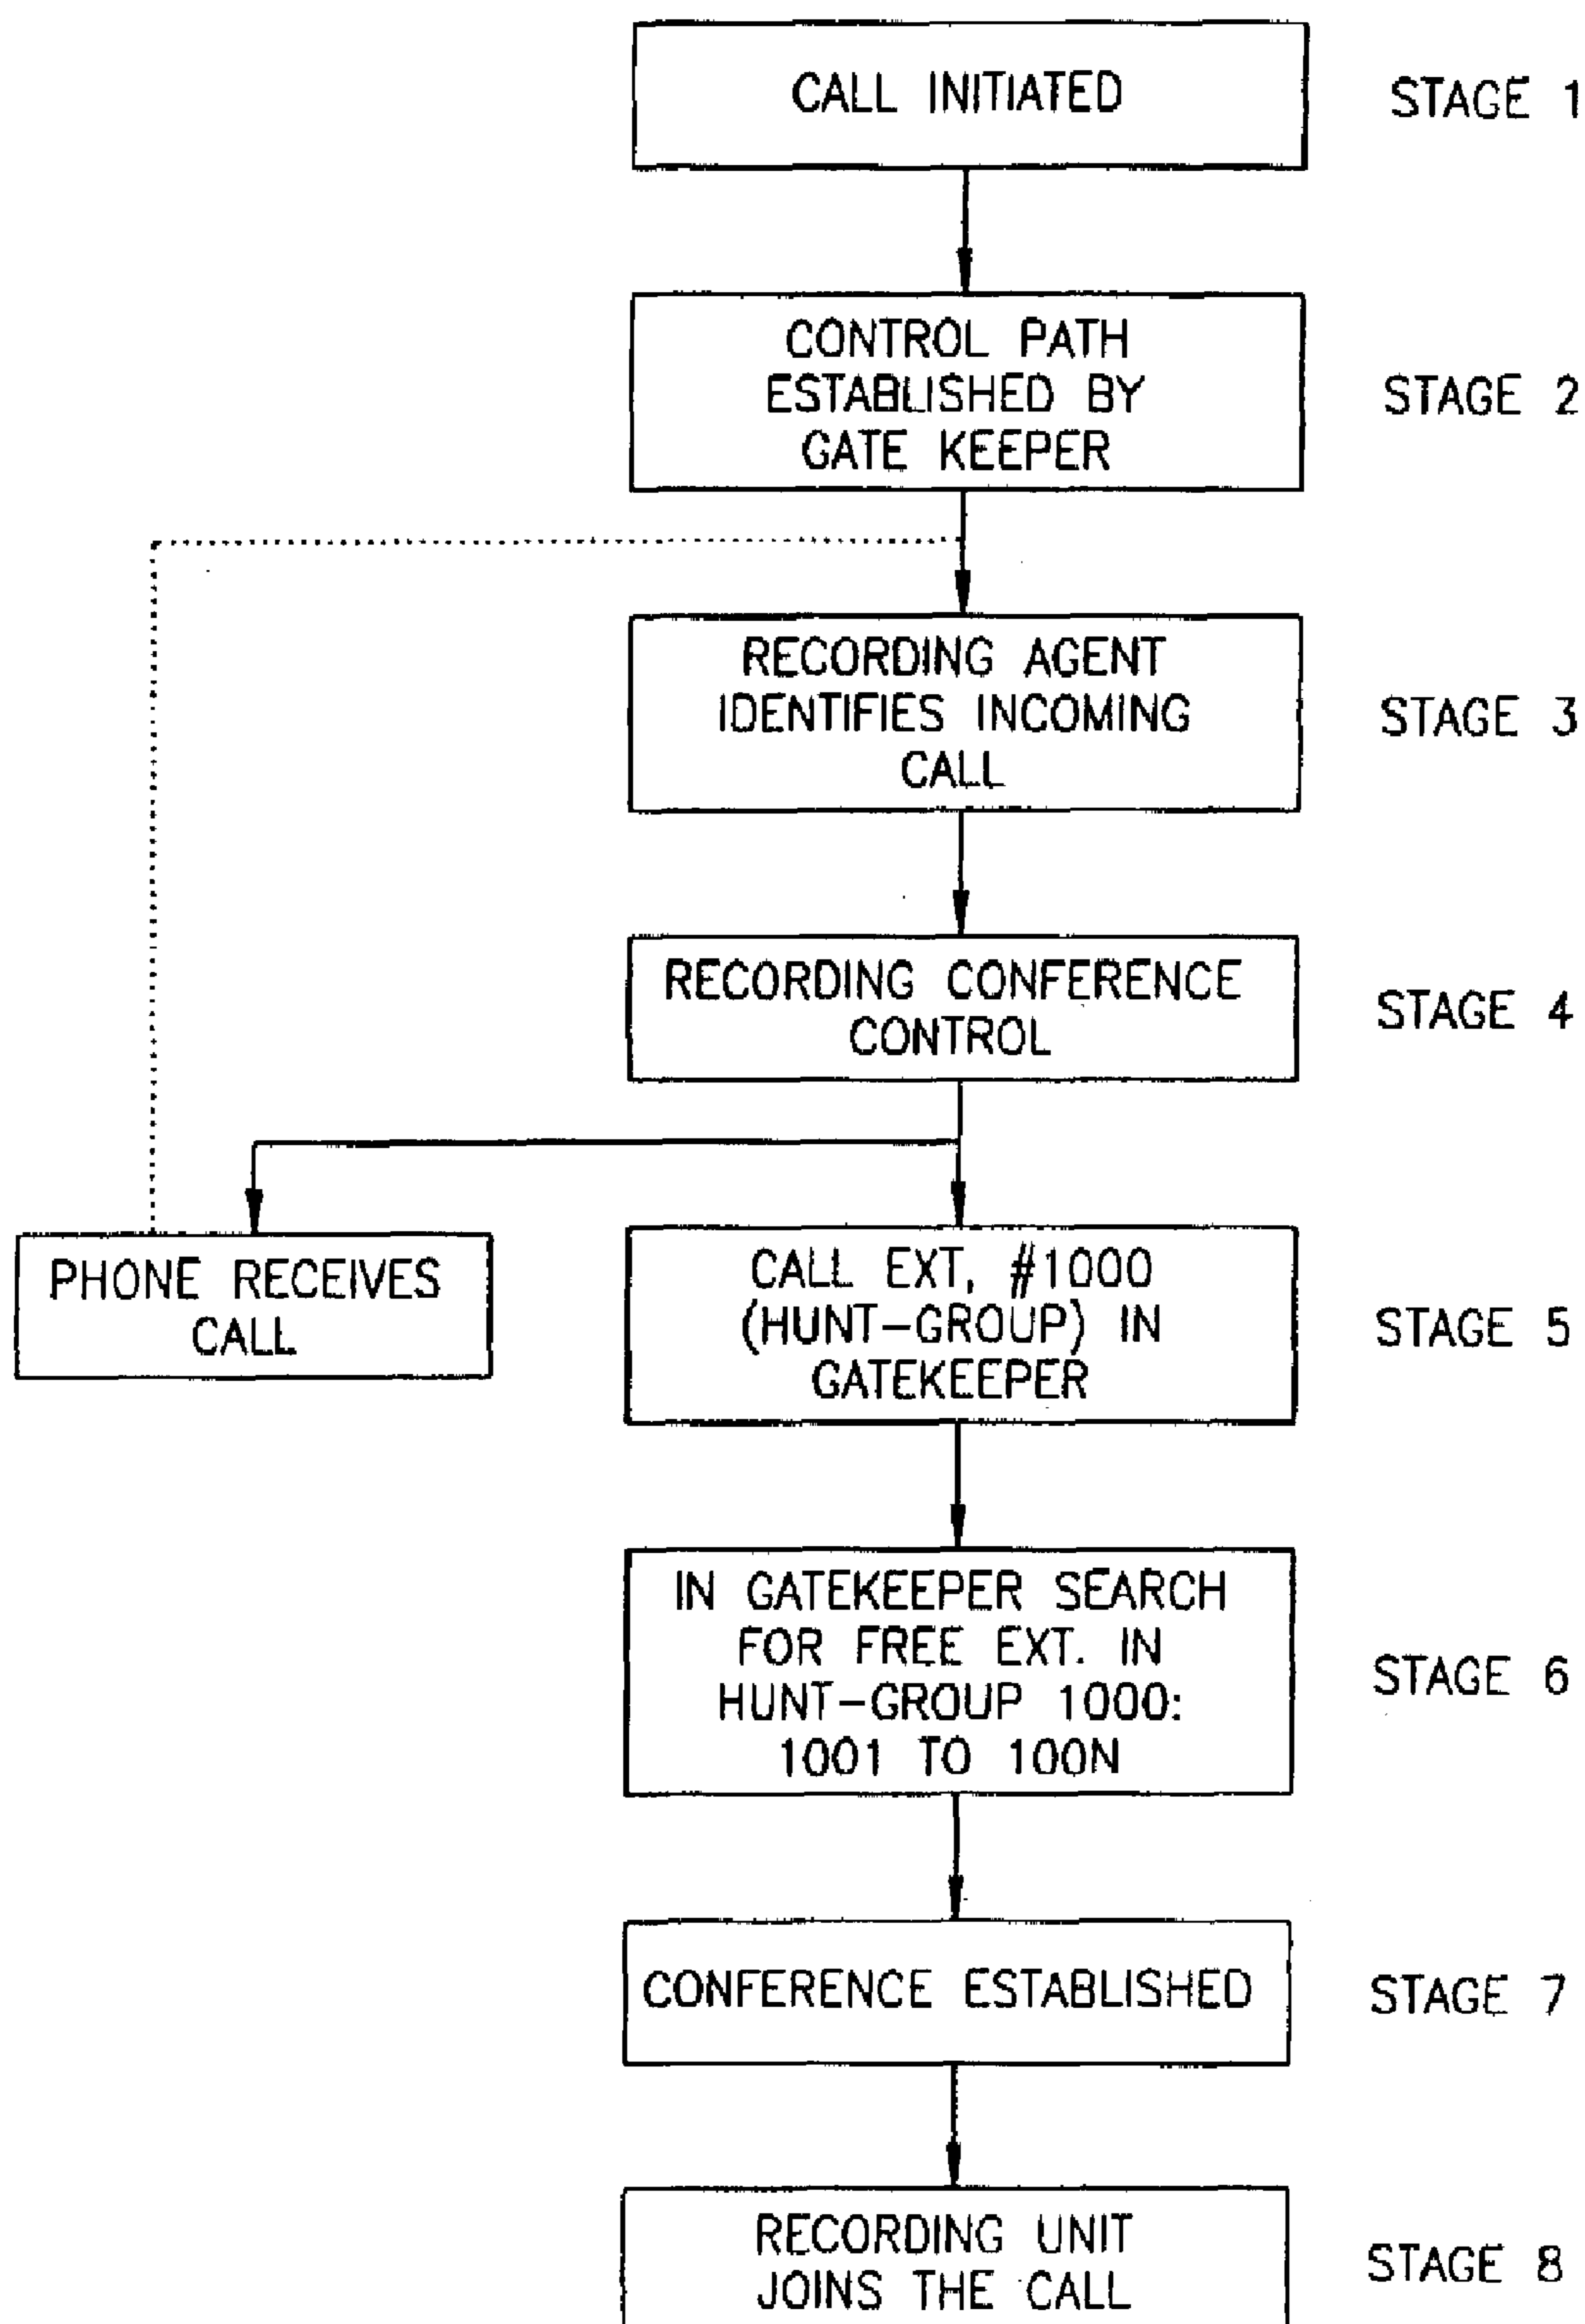 CALL INITIATED
STAGE 1
CONTROL PATH
ESTABLISHED BY
GATE KEEPER
STAGE 2
RECORDING AGENT
IDENTIFIES INCOMING
CALL
STAGE 3
RECORDING CONFERENCE
CONTROL
STAGE 4
PHONE RECEIVES
CALL
CALL EXT, #1000
(HUNT-GROUP) IN
GATEKEEPER
STAGE 5
IN GATEKEEPER SEARCH
FOR FREE EXT. IN
HUNT-GROUP 1000:
1001 TO 100N
STAGE 6
CONFERENCE ESTABLISHED
STAGE 7
RECORDING UNIT
JOINS THE CALL
STAGE 8